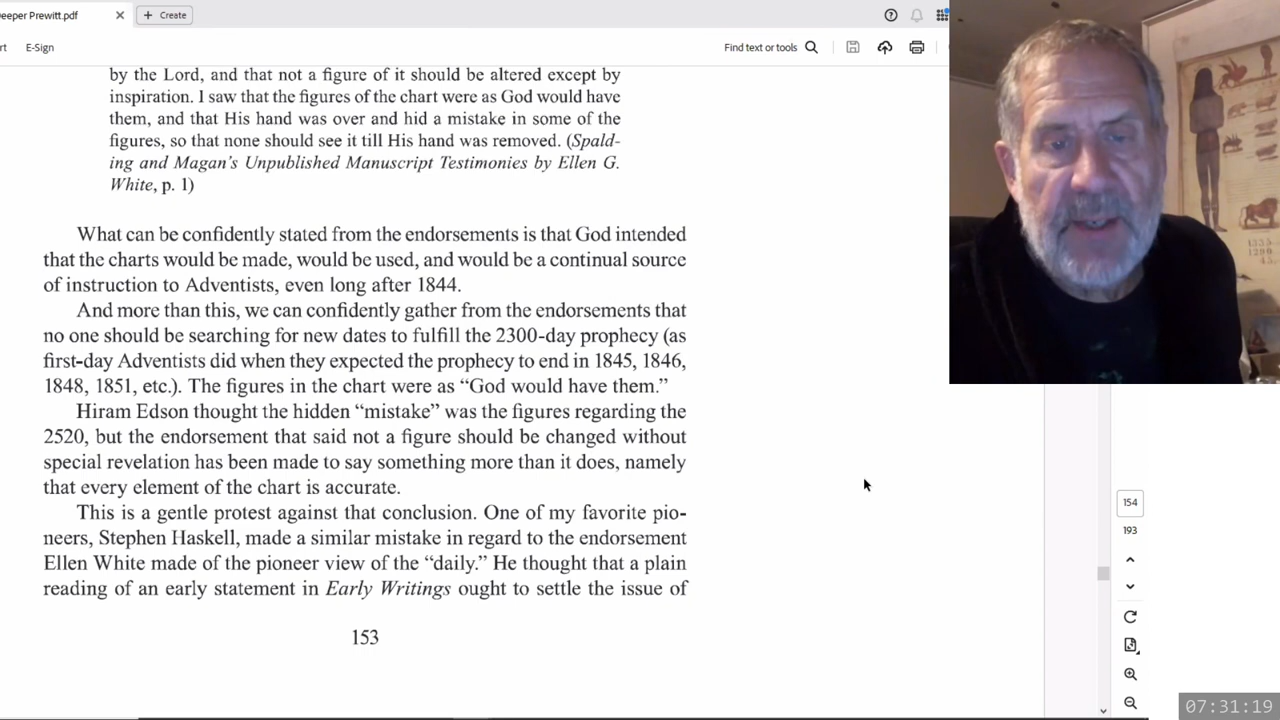 eeper Prewitt.pdf
Create
rt E-Sign
Find text or tools
by the Lord, and that not a figure of it should be altered except by
inspiration. I saw that the figures of the chart were as God would have
them, and that His hand was over and hid a mistake in some of the
figures, so that none should see it till His hand was removed. (Spald-
ing and Magan’s Unpublished Manuscript Testimonies by Ellen G.
White, p. 1)
What can be confidently stated from the endorsements is that God intended
that the charts would be made, would be used, and would be a continual source
of instruction to Adventists, even long after 1844.
And more than this, we can confidently gather from the endorsements that
no one should be searching for new dates to fulfill the 2300-day prophecy (as
first-day Adventists did when they expected the prophecy to end in 1845, 1846,
1848, 1851, etc.). The figures in the chart were as “God would have them.”
Hiram Edson thought the hidden “mistake” was the figures regarding the
2520, but the endorsement that said not a figure should be changed without
special revelation has been made to say something more than it does, namely
that every element of the chart is accurate.
This is a gentle protest against that conclusion. One of my favorite pio-
neers, Stephen Haskell, made a similar mistake in regard to the endorsement
Ellen White made of the pioneer view of the “daily.” He thought that a plain
reading of an early statement in Early Writings ought to settle the issue of
153
154
193
1335
1290
07:31:19